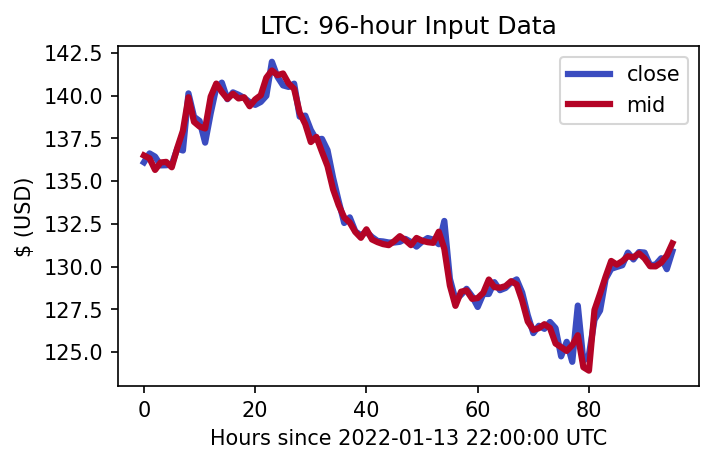 LTC: 96-hour Input Data
close
mid
$ (USD)
142.5
140.0
137.5
135.0
132.5
130.0
127.5
125.0
0 20 40 60 80
Hours since 2022-01-13 22:00:00 UTC